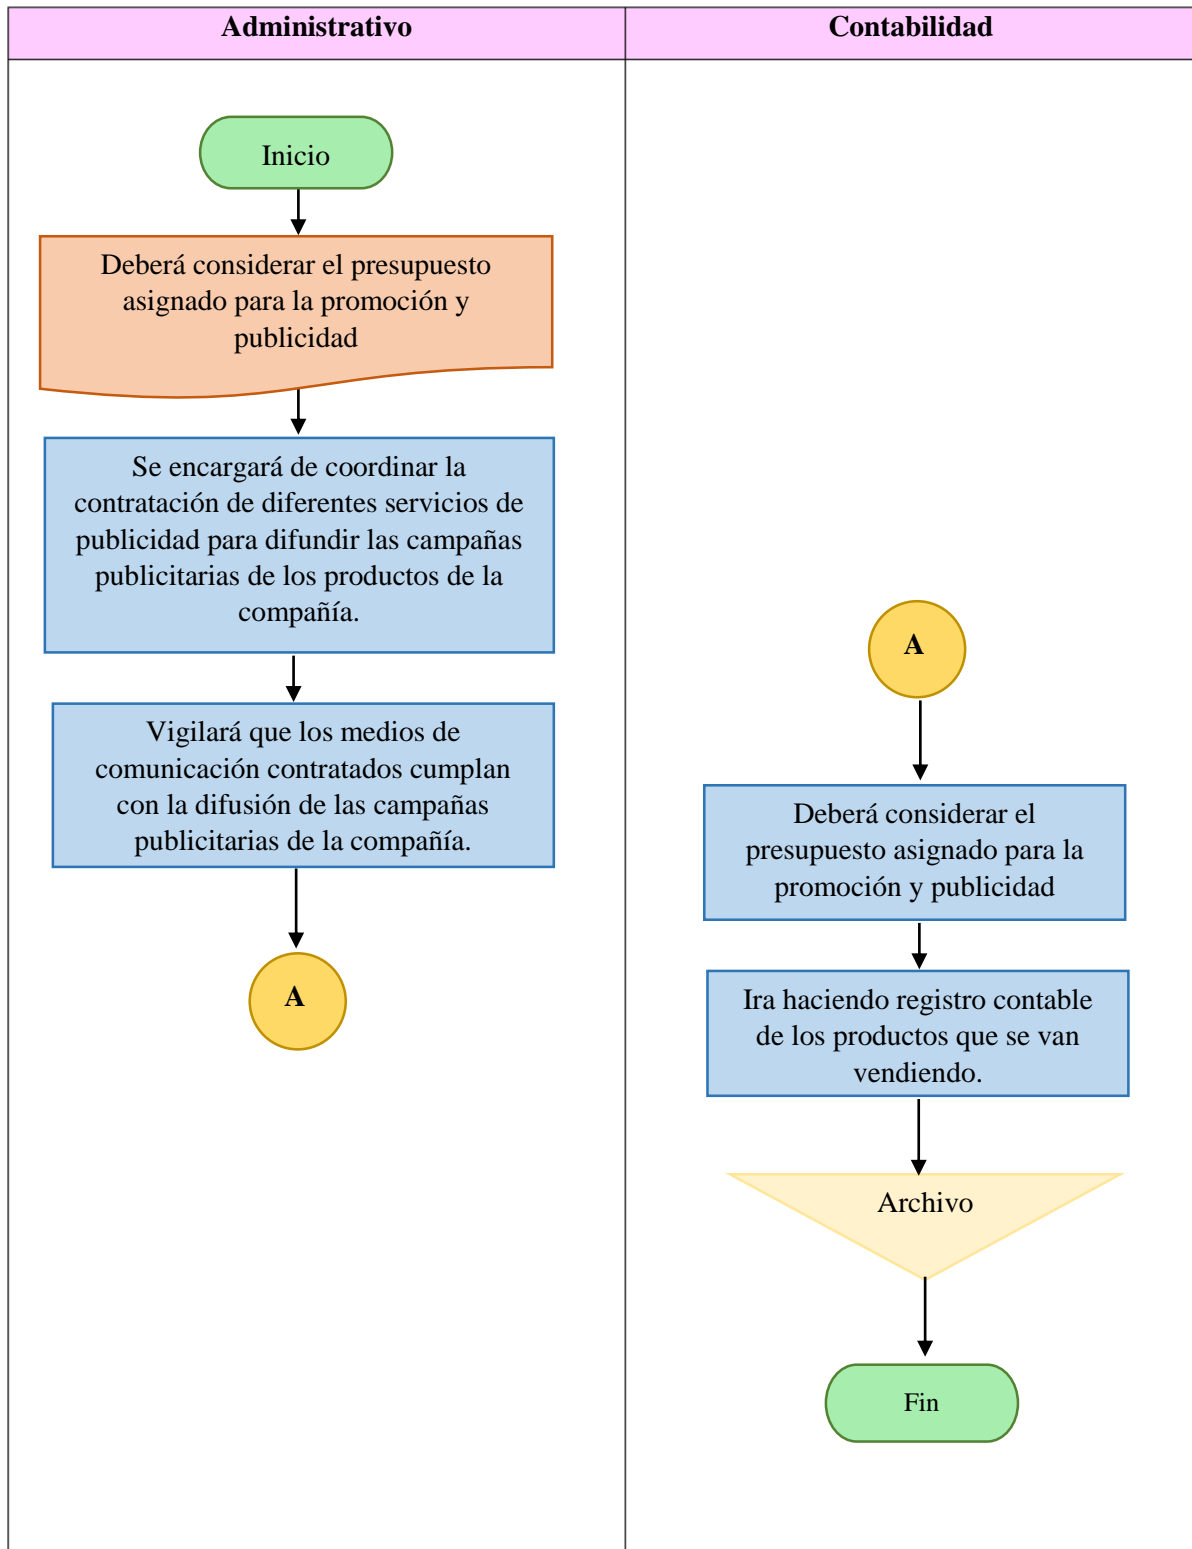 Administrativo
Contabilidad
Inicio
Deberá considerar el presupuesto
asignado para la promoción y
publicidad
Se encargará de coordinar la
contratación de diferentes servicios de
publicidad para difundir las campañas
publicitarias de los productos de la
compañía.
Vigilará que los medios de
comunicación contratados cumplan
con la difusión de las campañas
publicitarias de la compañía.
A
A
Deberá considerar el
presupuesto asignado para la
promoción y publicidad
Ira haciendo registro contable
de los productos que se van
vendiendo.
Archivo
Fin